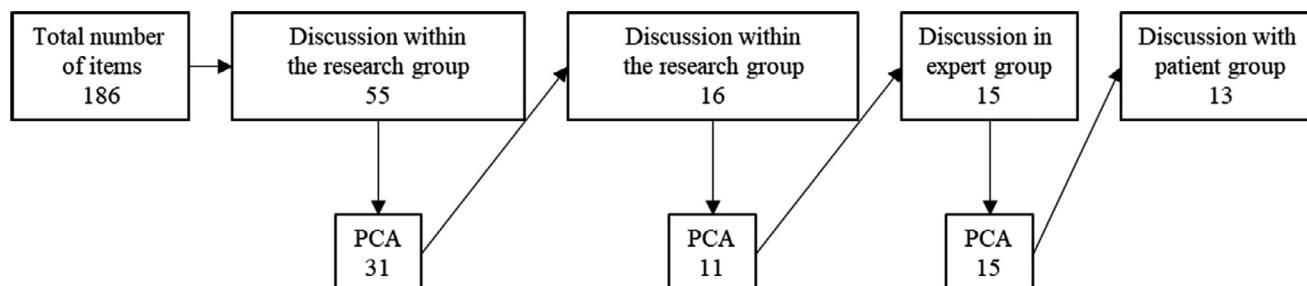 Total number
of items
186
Discussion within
the research group
55
PCA
31
Discussion within
the research group
16
PCA
11
Discussion in
expert group
15
PCA
15
Discussion with
patient group
13